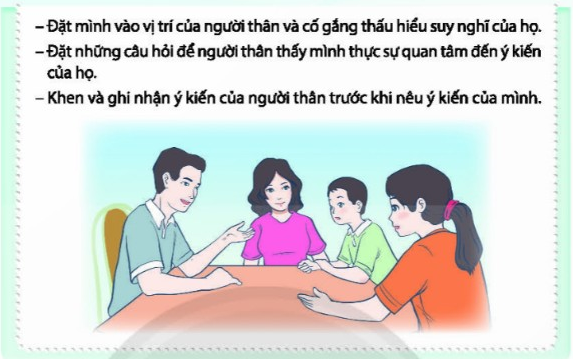 – Đặt mình vào vị trí của người thân và cố gắng thấu hiểu suy nghĩ của họ.
– Đặt những câu hỏi để người thân thấy mình thực sự quan tâm đến ý kiến
của họ.
– Khen và ghi nhận ý kiến của người thân trước khi nêu ý kiến của mình.